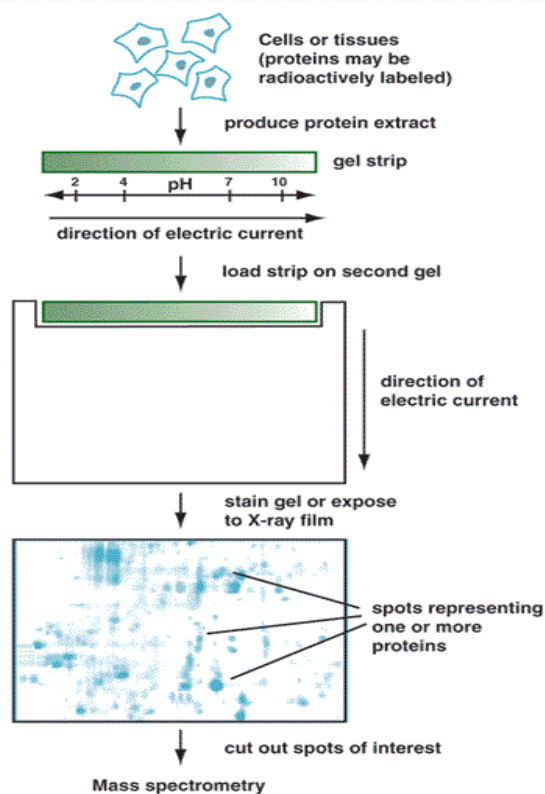 Cells or tissues
(proteins may be
radioactively labeled)
produce protein extract
gel strip
2 4 pH 7 10
direction of electric current
load strip on second gel
direction of
electric current
stain gel or expose
to X-ray film
spots representing
one or more
proteins
cut out spots of interest
Mass spectrometry